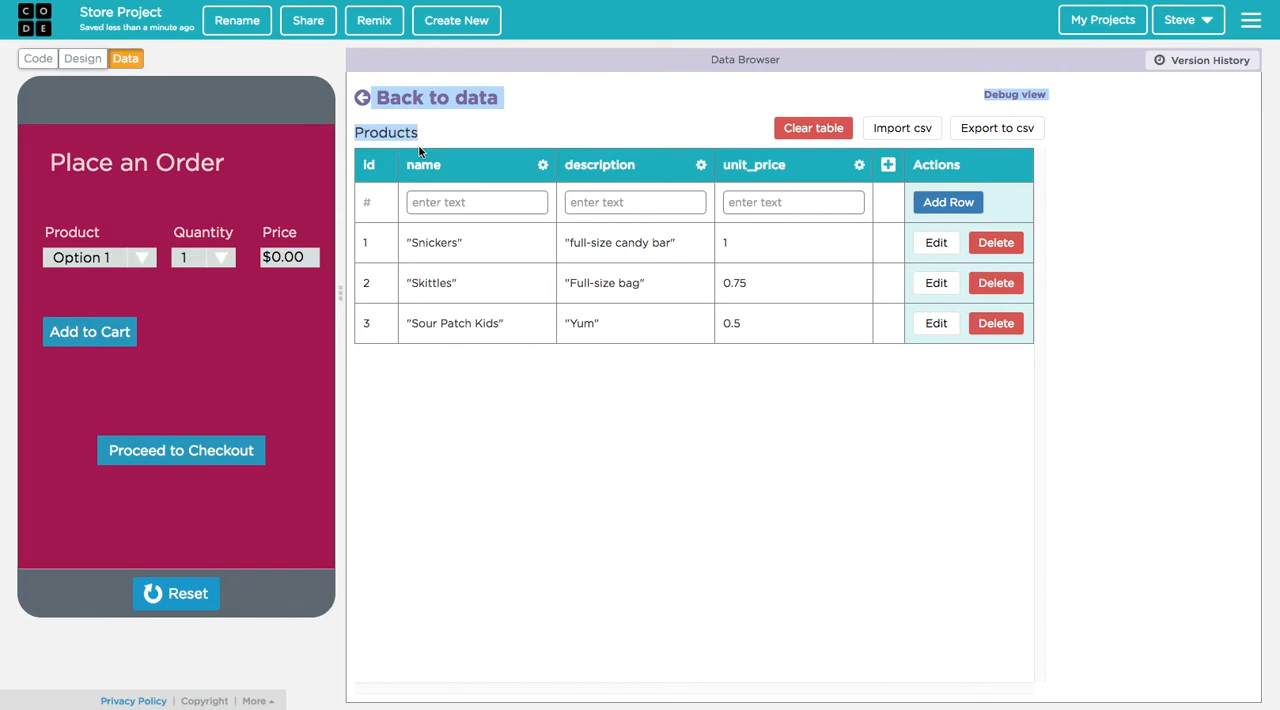 C O D E
Store Project
Saved less than a minute ago
Rename
Share
Remix
Create New
My Projects
Steve
Code
Design
Data
Data Browser
Version History
Place an Order
Product
Quantity
Price
Option 1
1
$0.00
Add to Cart
Proceed to Checkout
Reset
Back to data
Debug view
Products
Clear table
Import csv
Export to csv
Id name description unit_price Actions
# enter text enter text enter text Add Row
1 "Snickers" "full-size candy bar" 1 Edit Delete
2 "Skittles" "Full-size bag" 0.75 Edit Delete
3 "Sour Patch Kids" "Yum" 0.5 Edit Delete
Privacy Policy | Copyright | More